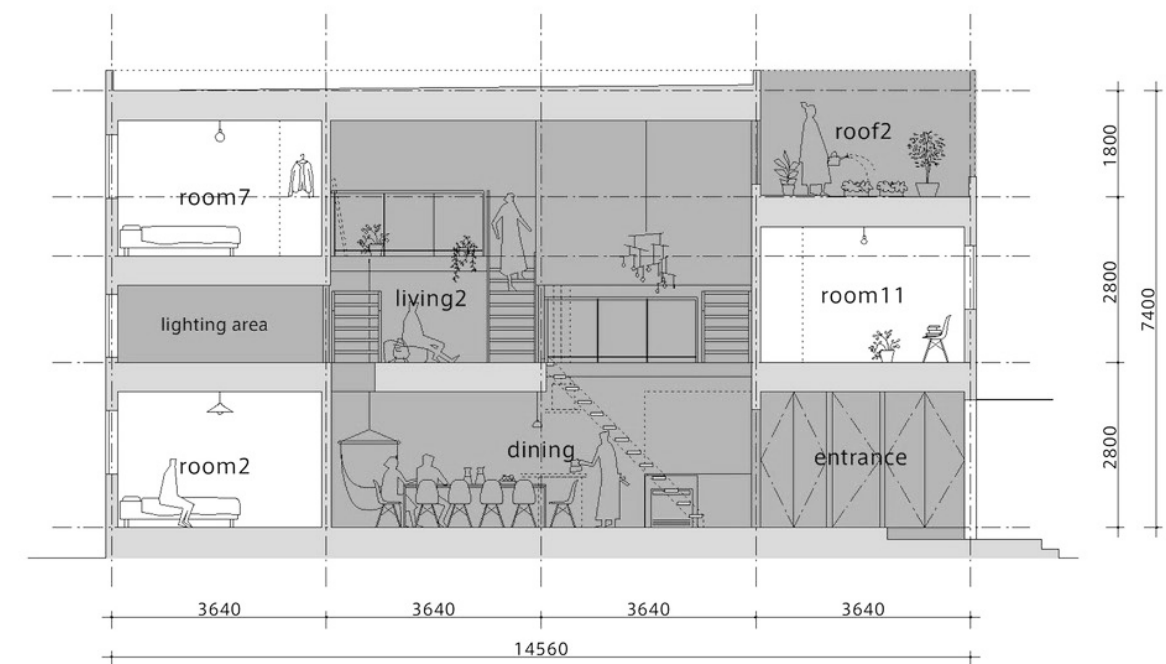 roof2
1800
room7
living2
2800
room11
lighting area
7400
dining
2800
entrance
room2
3640
3640
3640
3640
14560